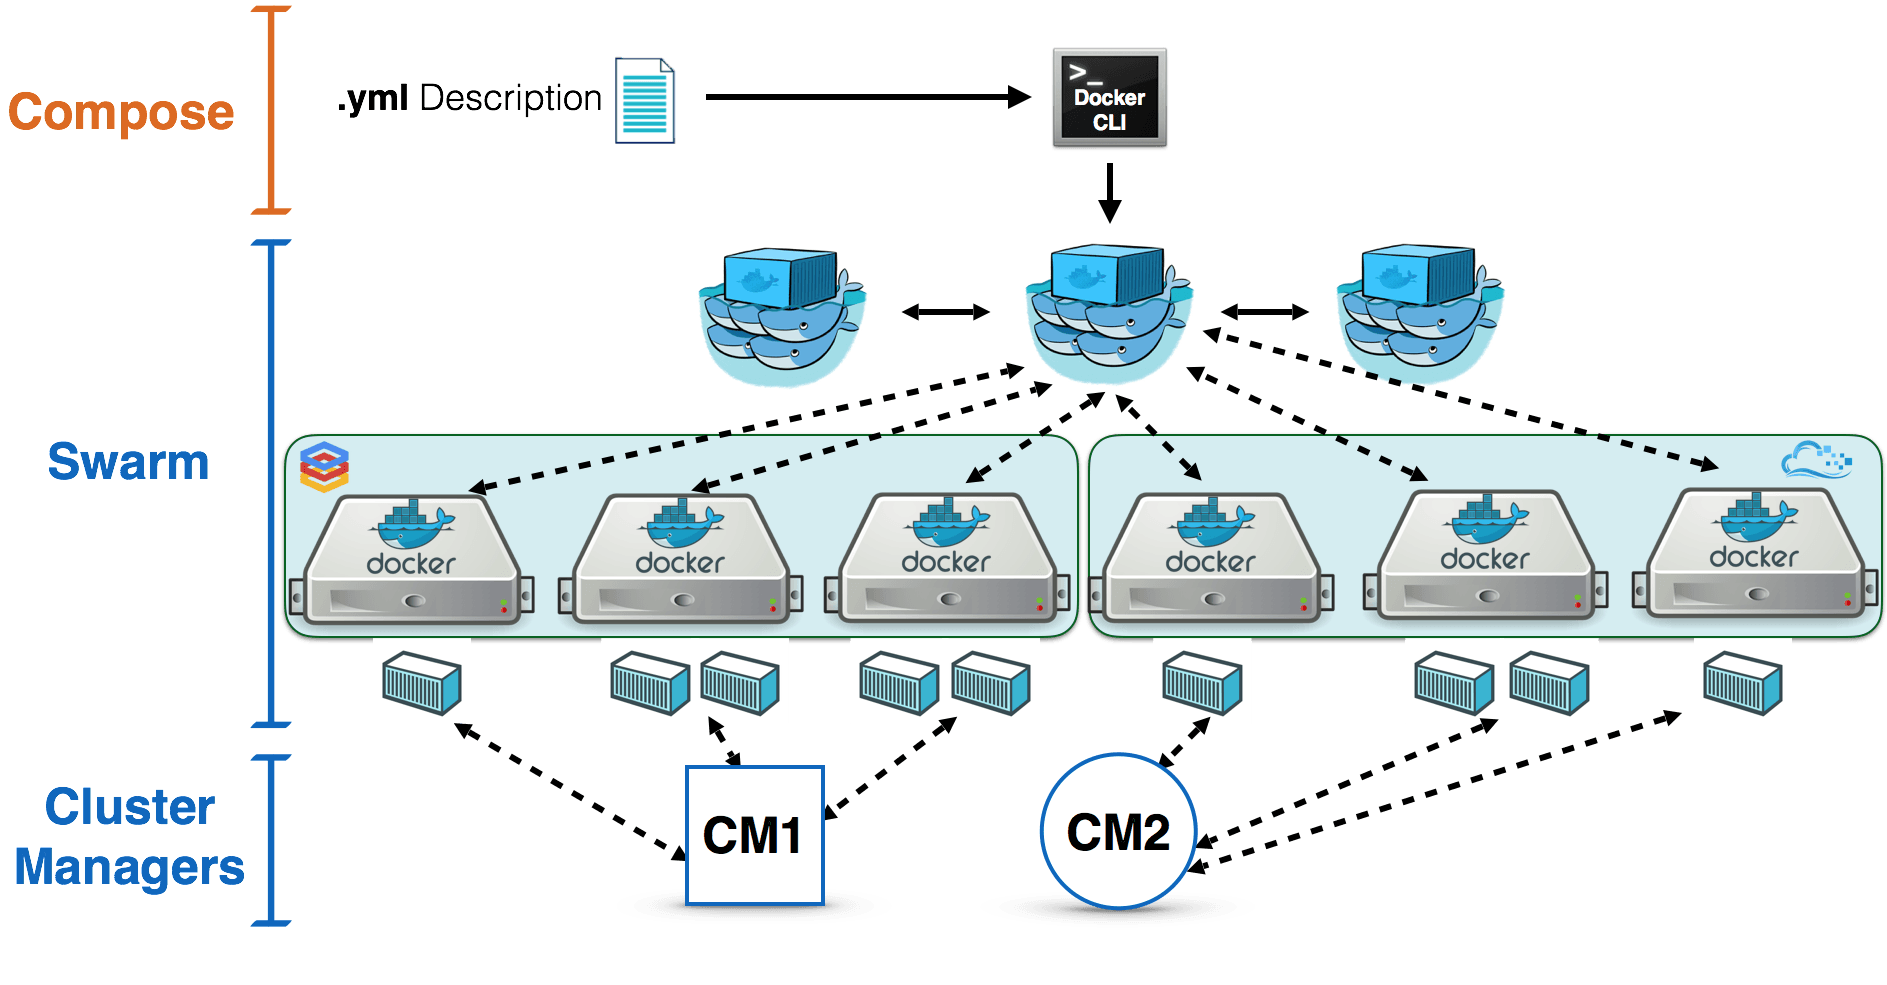 Compose
.yml Description
>_
Docker
CLI
Swarm
docker
docker
docker
docker
docker
docker
Cluster
Managers
CM1
CM2